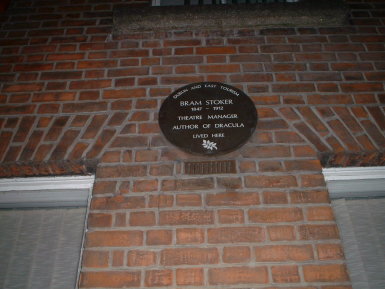 DUBLIN AND EAST TOURISM
BRAM STOKER
1847 - 1912
THEATRE MANAGER
AUTHOR OF DRACULA
LIVED HERE